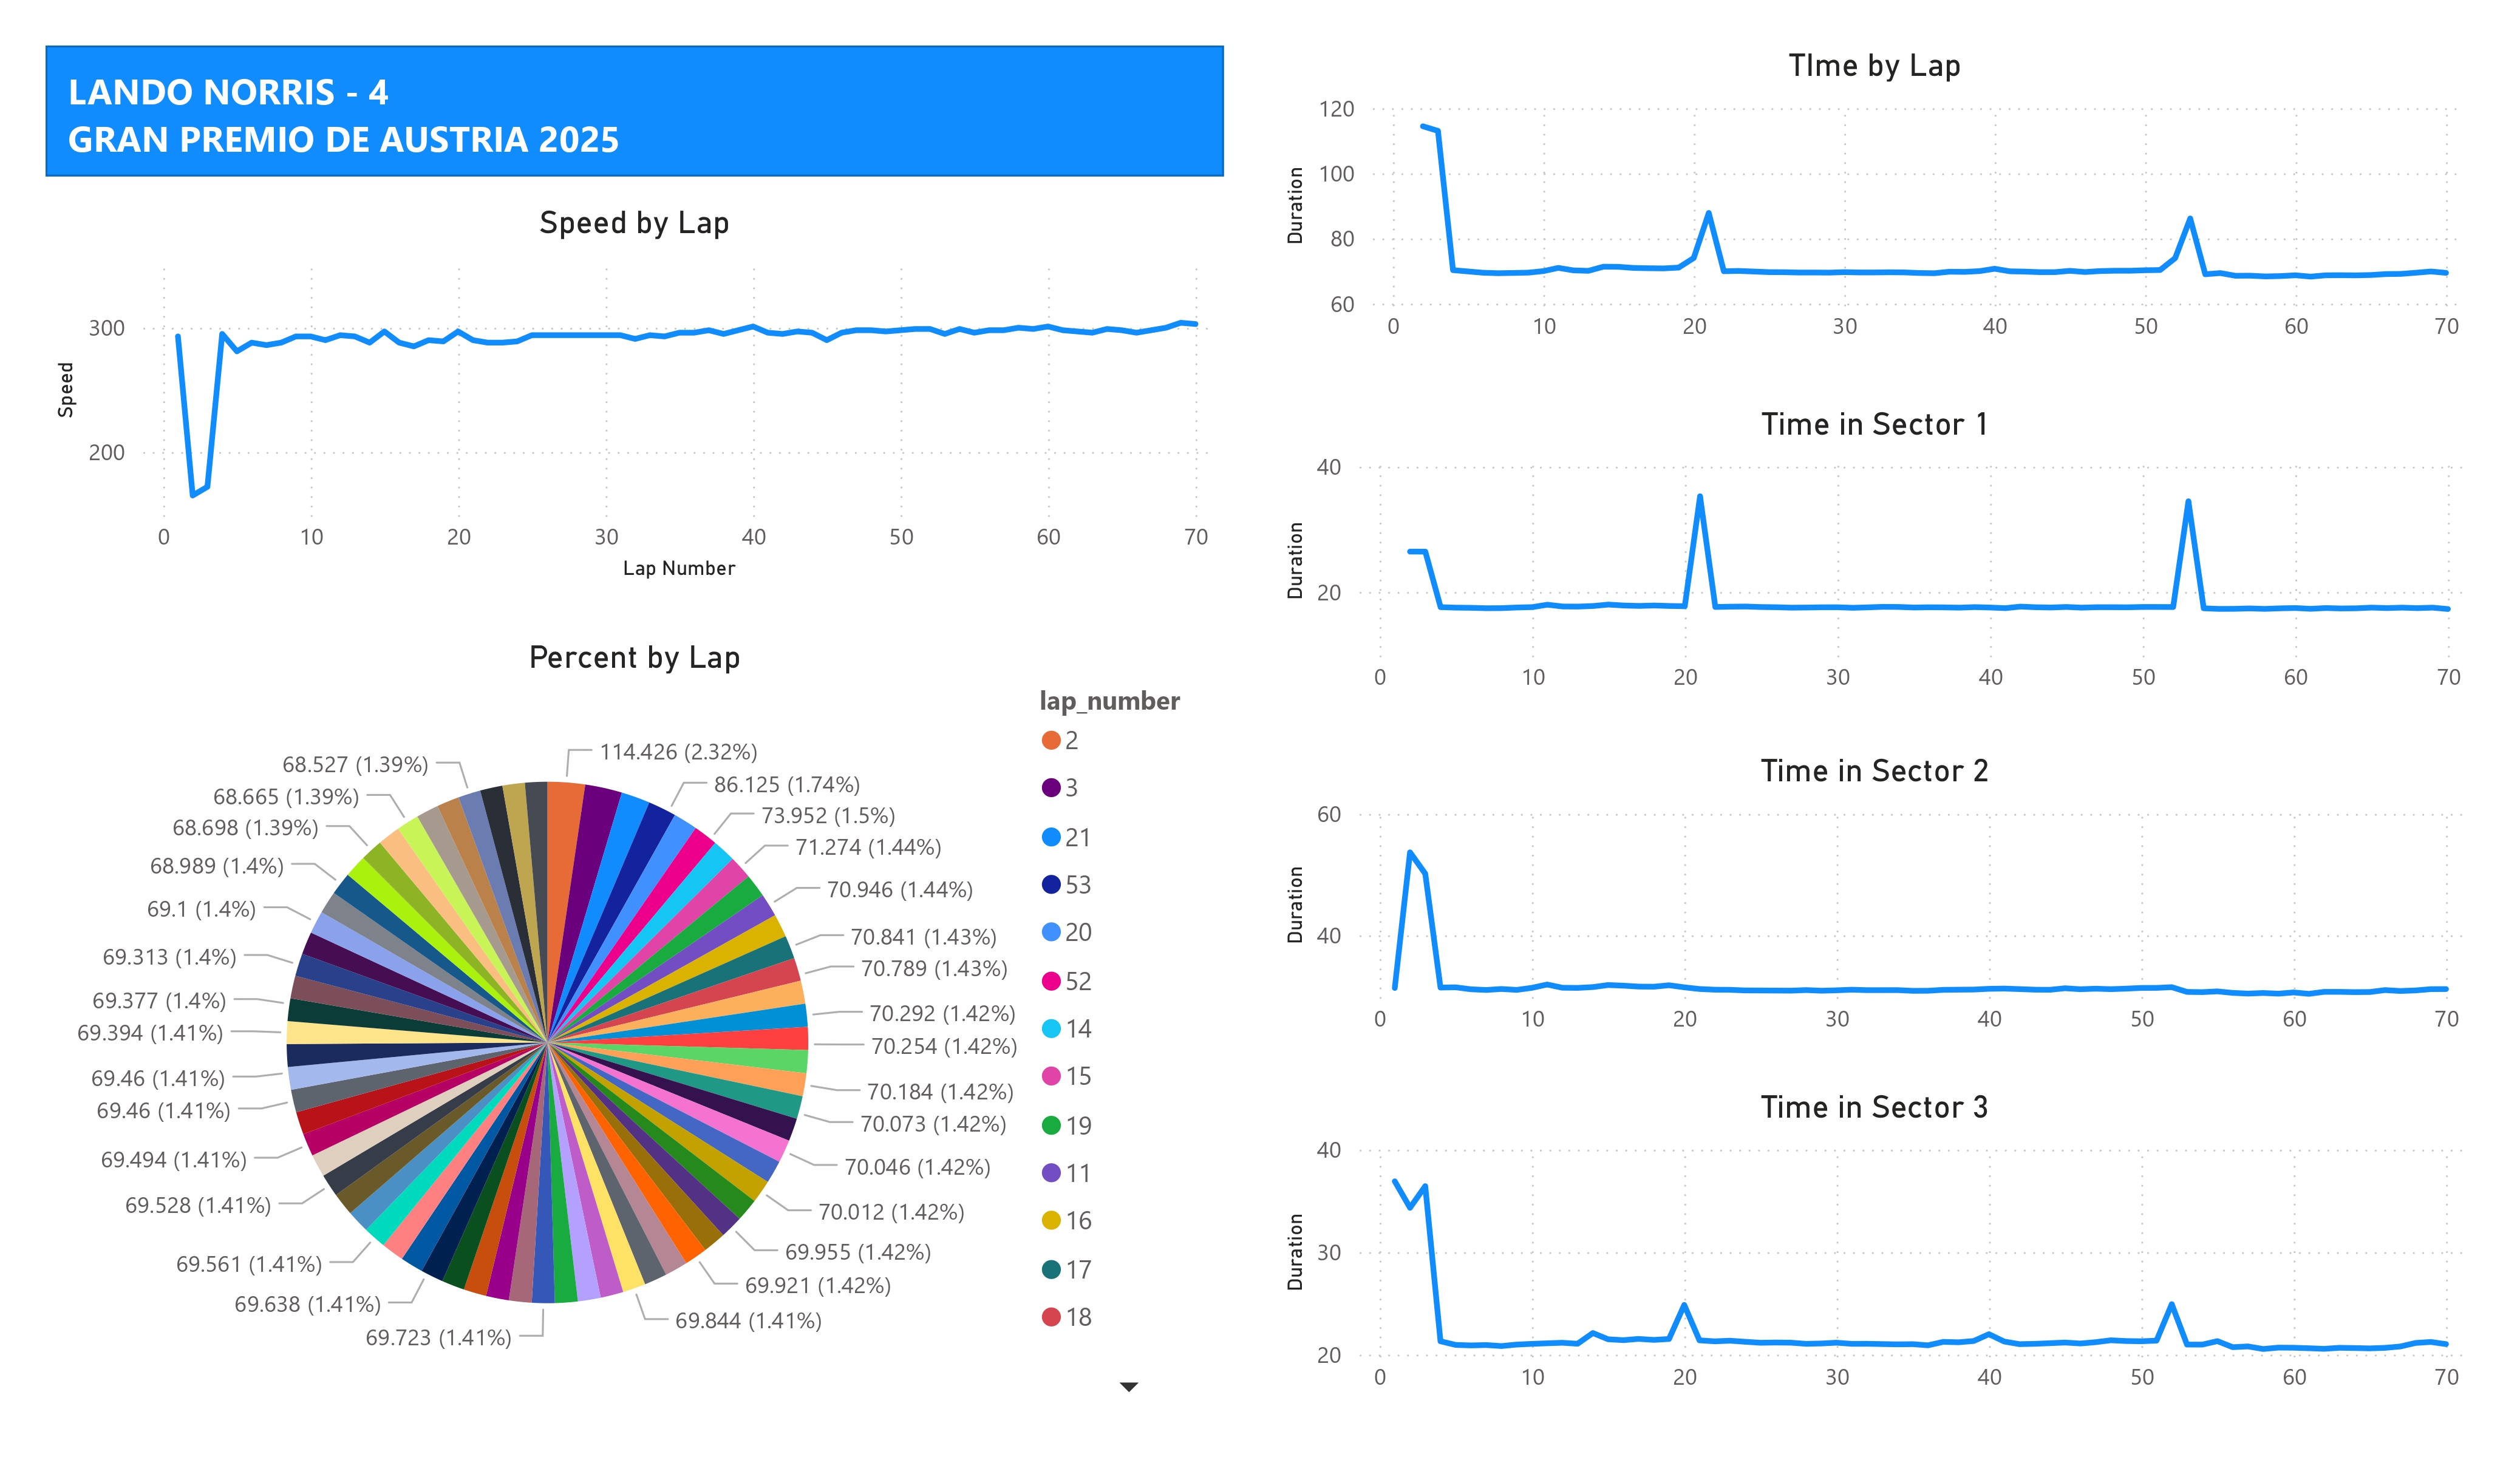 LANDO NORRIS - 4
GRAN PREMIO DE AUSTRIA 2025
Speed by Lap
Speed
300
200
0 10 20 30 40 50 60 70
Lap Number
Percent by Lap
114.426 (2.32%)
86.125 (1.74%)
73.952 (1.5%)
71.274 (1.44%)
70.946 (1.44%)
70.841 (1.43%)
70.789 (1.43%)
70.292 (1.42%)
70.254 (1.42%)
70.184 (1.42%)
70.073 (1.42%)
70.046 (1.42%)
70.012 (1.42%)
69.955 (1.42%)
69.921 (1.42%)
69.844 (1.41%)
69.723 (1.41%)
69.638 (1.41%)
69.561 (1.41%)
69.528 (1.41%)
69.494 (1.41%)
69.46 (1.41%)
69.46 (1.41%)
69.394 (1.41%)
69.377 (1.4%)
69.313 (1.4%)
69.1 (1.4%)
68.989 (1.4%)
68.698 (1.39%)
68.665 (1.39%)
68.527 (1.39%)
lap_number
2
3
21
53
20
52
14
15
19
11
16
17
18
TIme by Lap
Duration
120
100
80
60
0 10 20 30 40 50 60 70
Time in Sector 1
Duration
40
20
0 10 20 30 40 50 60 70
Time in Sector 2
Duration
60
40
0 10 20 30 40 50 60 70
Time in Sector 3
Duration
40
30
20
0 10 20 30 40 50 60 70